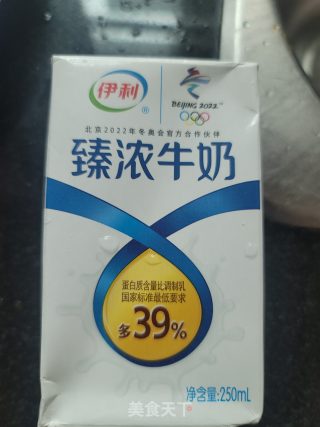 伊利
®
BEIJING 2022™
北京2022年冬奥会官方合作伙伴
臻浓牛奶
蛋白质含量比调制乳
国家标准最低要求
多39%
净含量:250mL
美食天下